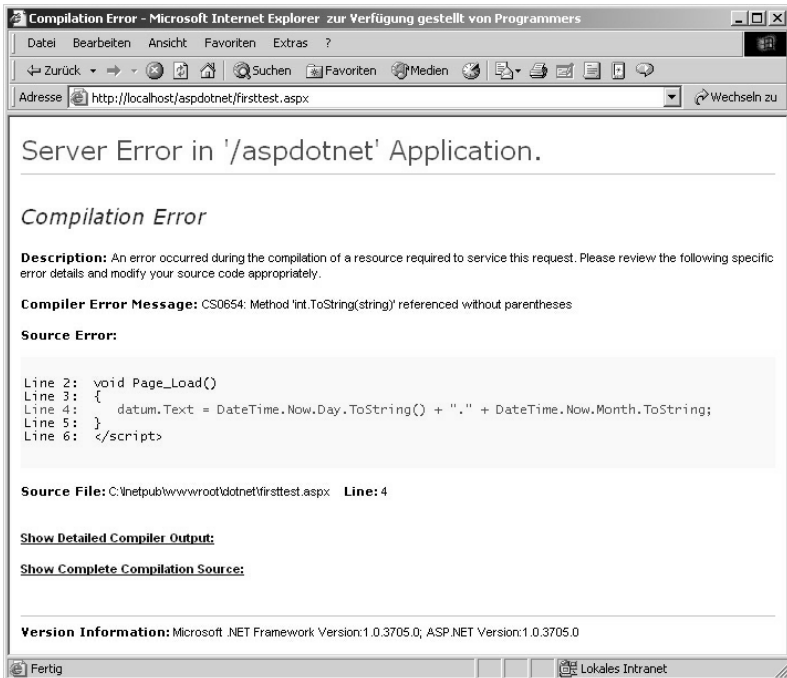 Compilation Error - Microsoft Internet Explorer zur Verfügung gestellt von Programmers
Datei Bearbeiten Ansicht Favoriten Extras ?
Zurück Suchen Favoriten Medien
Adresse http://localhost/aspdotnet/firsttest.aspx Wechseln zu
Server Error in '/aspdotnet' Application.
Compilation Error
Description: An error occurred during the compilation of a resource required to service this request. Please review the following specific
error details and modify your source code appropriately.
Compiler Error Message: CS0654: Method 'int.ToString(string)' referenced without parentheses
Source Error:
Line 2: void Page_Load()
Line 3: {
Line 4: datum.Text = DateTime.Now.Day.ToString() + "." + DateTime.Now.Month.ToString;
Line 5: }
Line 6: </script>
Source File: C:\Inetpub\wwwroot\dotnet\firsttest.aspx Line: 4
Show Detailed Compiler Output:
Show Complete Compilation Source:
Version Information: Microsoft .NET Framework Version:1.0.3705.0; ASP.NET Version:1.0.3705.0
Fertig Lokales Intranet